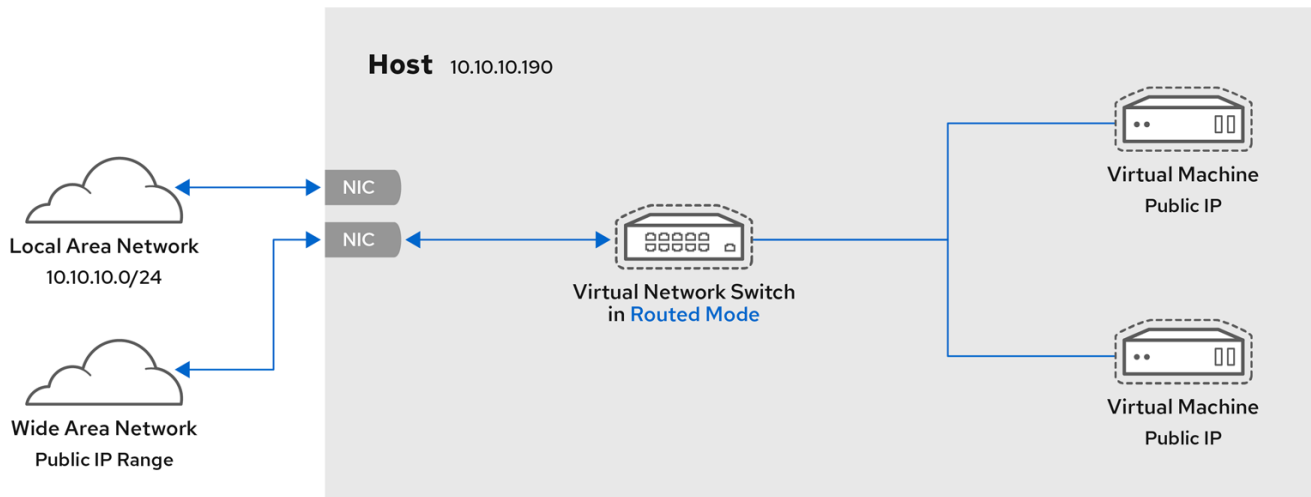 Host 10.10.10.190
NIC
Local Area Network
10.10.10.0/24
NIC
Wide Area Network
Public IP Range
Virtual Network Switch
in Routed Mode
Virtual Machine
Public IP
Virtual Machine
Public IP